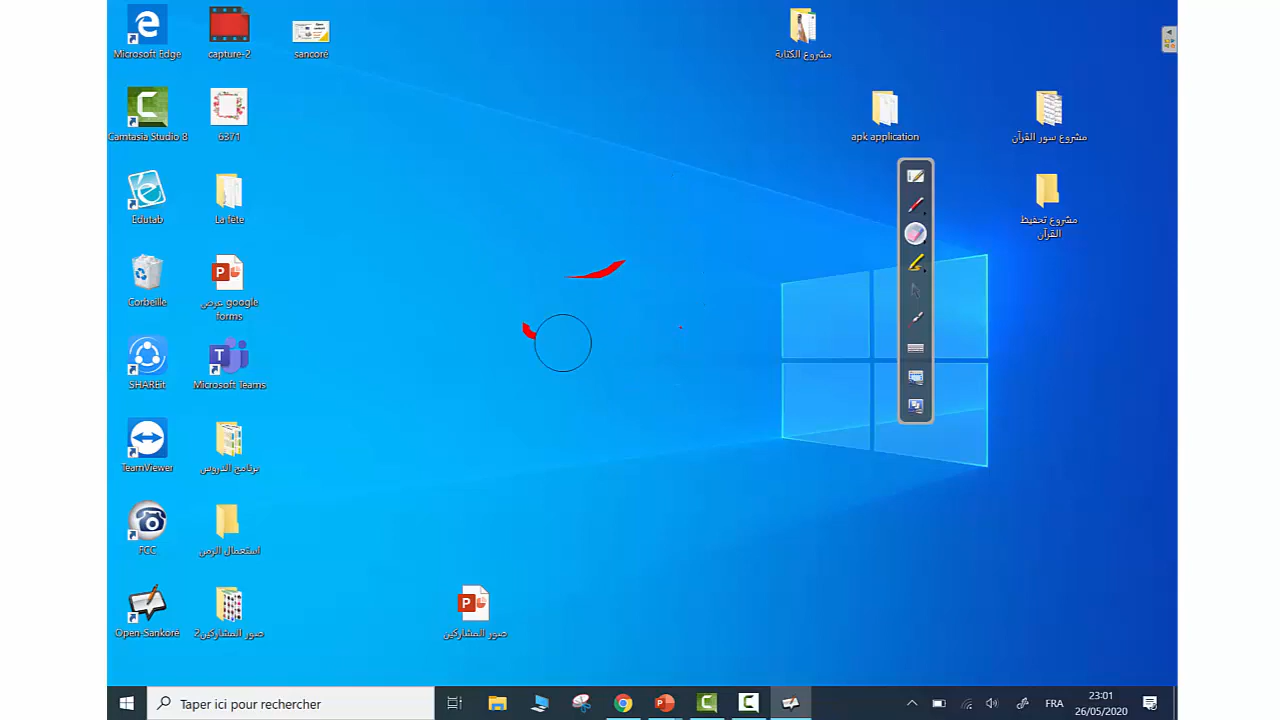 Microsoft Edge
capture-2
sancoré
مشروع الكتابة
Camtasia Studio 8
6371
apk application
مشروع سور القرآن
Edutab
La fête
مشروع تحفيظ
القرآن
Corbeille
عرض google
forms
SHAREit
Microsoft Teams
TeamViewer
برنامج الدروس
FCC
استعمال الزمن
Open-Sankoré
صور المشاركين2
صور المشاركين
Taper ici pour rechercher
FRA
23:01
26/05/2020